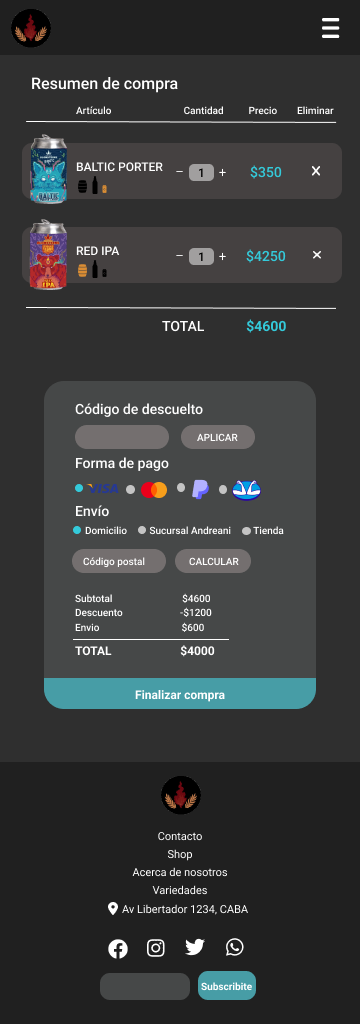 Resumen de compra
Artículo Cantidad Precio Eliminar
BALTIC PORTER − 1 + $350 ×
BALTIC
RED IPA − 1 + $4250 ×
IPA
TOTAL $4600
Código de descuelto
APLICAR
Forma de pago
VISA
Envío
Domicilio Sucursal Andreani Tienda
Código postal CALCULAR
Subtotal $4600
Descuento -$1200
Envio $600
TOTAL $4000
Finalizar compra
Contacto
Shop
Acerca de nosotros
Variedades
Av Libertador 1234, CABA
Subscribite